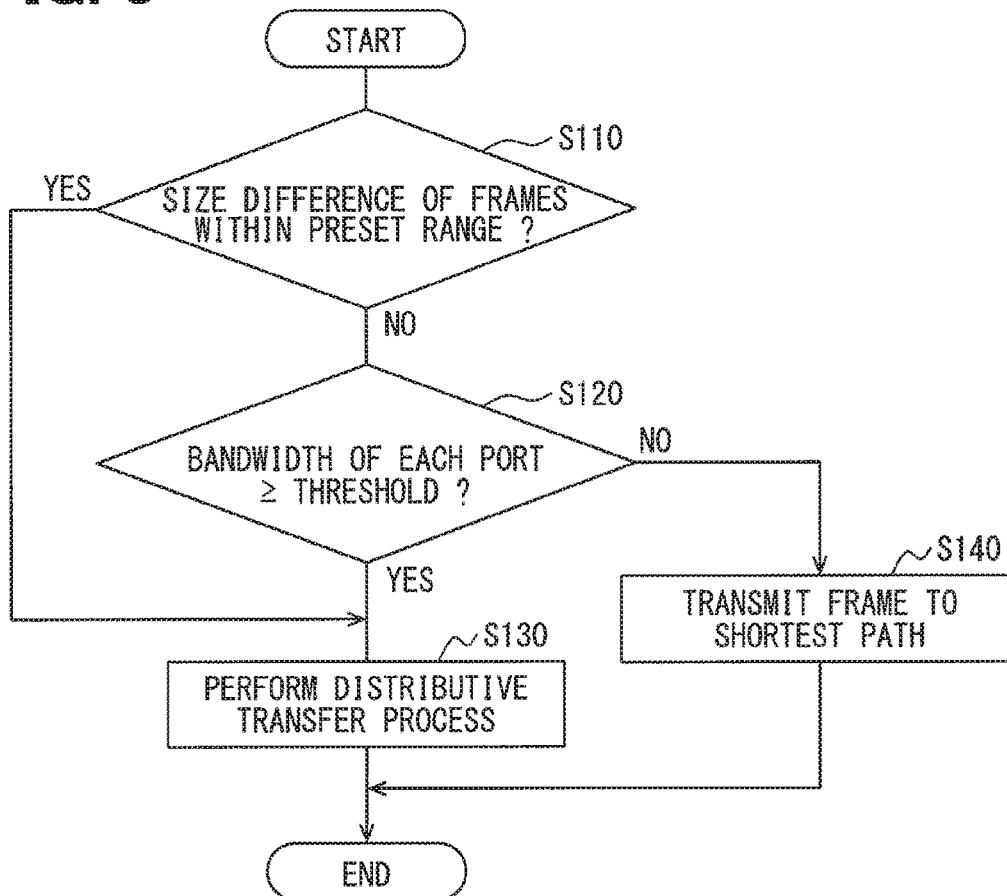 START
S110
YES
SIZE DIFFERENCE OF FRAMES
WITHIN PRESET RANGE ?
NO
S120
NO
BANDWIDTH OF EACH PORT
≥ THRESHOLD ?
YES
S140
TRANSMIT FRAME TO
SHORTEST PATH
S130
PERFORM DISTRIBUTIVE
TRANSFER PROCESS
END